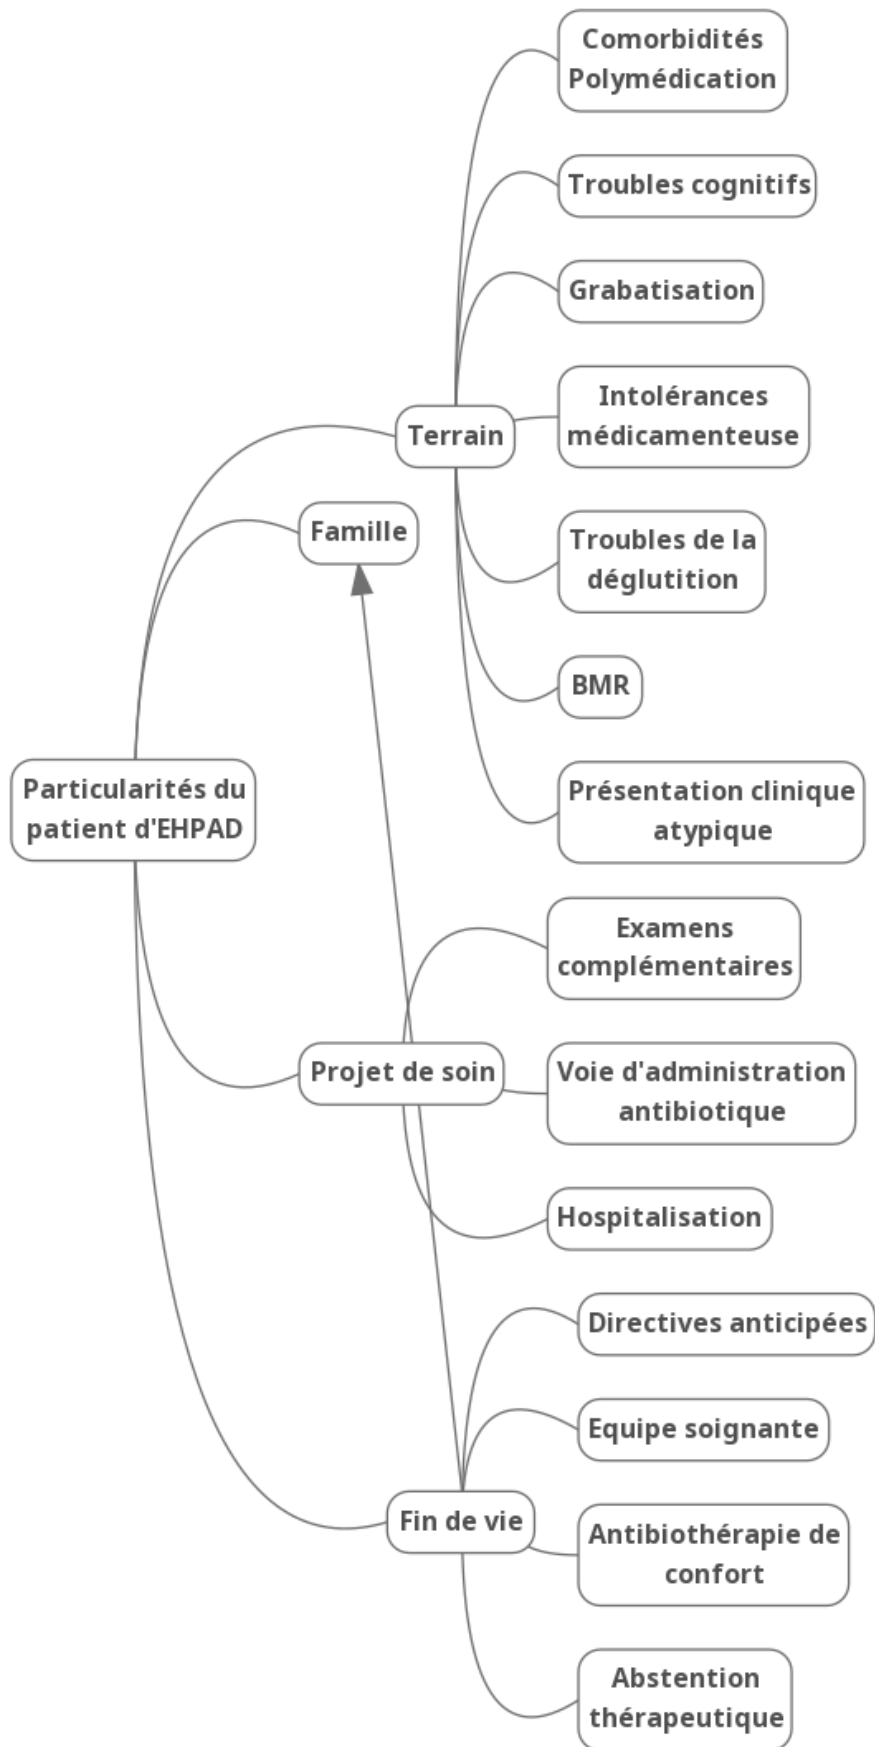 Comorbidités
Polymédication
Troubles cognitifs
Grabatisation
Intolérances
médicamenteuse
Terrain
Famille
Troubles de la
déglutition
BMR
Particularités du
patient d'EHPAD
Présentation clinique
atypique
Examens
complémentaires
Projet de soin
Voie d'administration
antibiotique
Hospitalisation
Directives anticipées
Equipe soignante
Fin de vie
Antibiothérapie de
confort
Abstention
thérapeutique